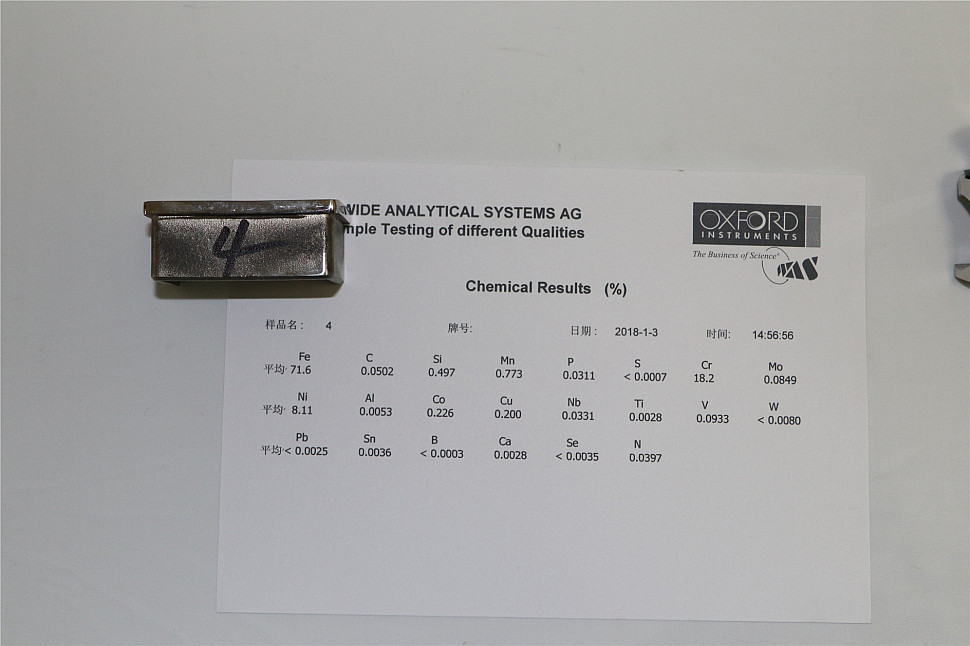 4
WIDE ANALYTICAL SYSTEMS AG
Testing of different Qualities
OXFORD
INSTRUMENTS
The Business of Science®
WAS
Chemical Results (%)
样品名: 4 牌号: 日期: 2018-1-3 时间: 14:56:56
Fe C Si Mn P S Cr Mo
平均· 71.6 0.0502 0.497 0.773 0.0311 < 0.0007 18.2 0.0849
Ni Al Co Cu Nb Ti V W
平均· 8.11 0.0053 0.226 0.200 0.0331 0.0028 0.0933 < 0.0080
Pb Sn B Ca Se N
平均· < 0.0025 0.0036 < 0.0003 0.0028 < 0.0035 0.0397